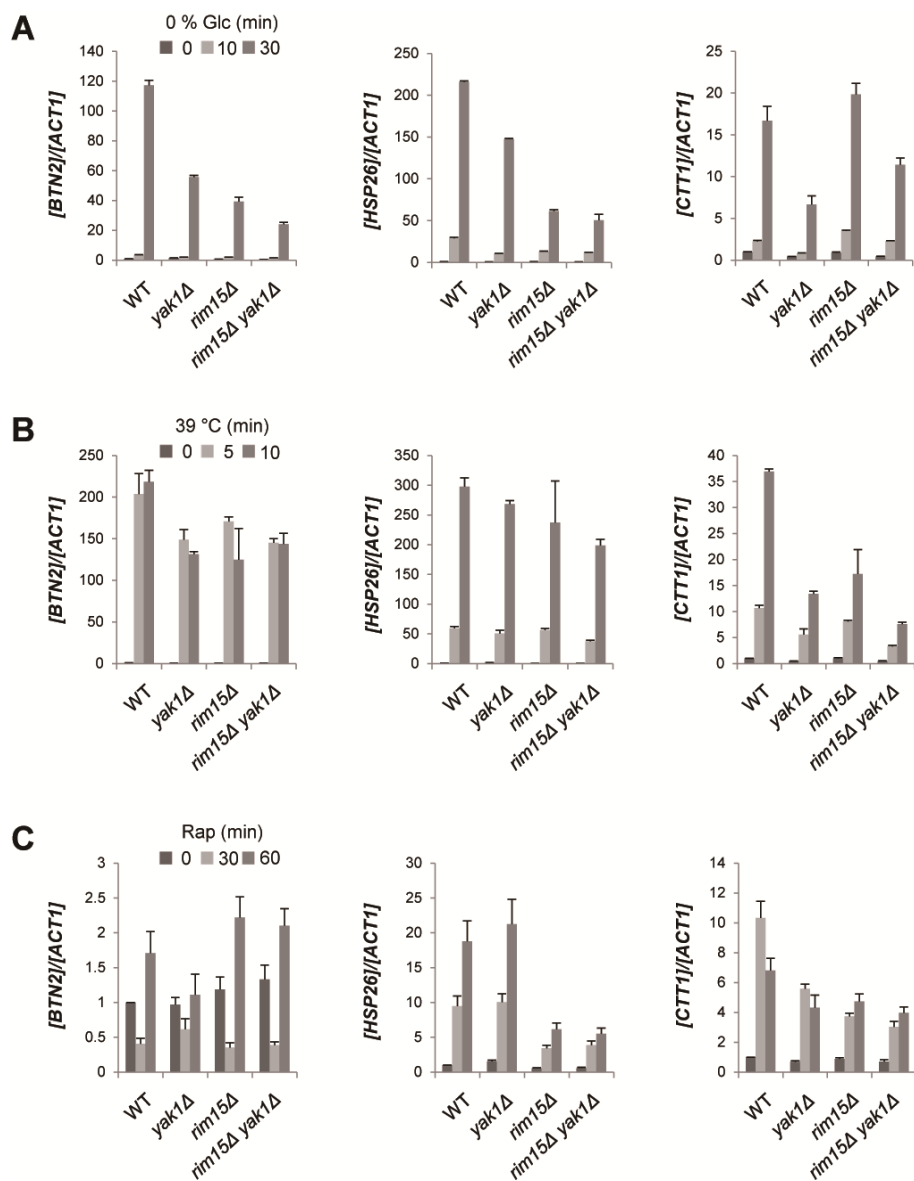 A
0 % Glc (min)
0 10 30
[BTN2]/[ACT1]
140
120
100
80
60
40
20
0
WT
yak1Δ
rim15Δ
rim15Δ yak1Δ
[HSP26]/[ACT1]
250
200
150
100
50
0
WT
yak1Δ
rim15Δ
rim15Δ yak1Δ
[CTT1]/[ACT1]
25
20
15
10
5
0
WT
yak1Δ
rim15Δ
rim15Δ yak1Δ
B
39 °C (min)
0 5 10
[BTN2]/[ACT1]
250
200
150
100
50
0
WT
yak1Δ
rim15Δ
rim15Δ yak1Δ
[HSP26]/[ACT1]
350
300
250
200
150
100
50
0
WT
yak1Δ
rim15Δ
rim15Δ yak1Δ
[CTT1]/[ACT1]
40
35
30
25
20
15
10
5
0
WT
yak1Δ
rim15Δ
rim15Δ yak1Δ
C
Rap (min)
0 30 60
[BTN2]/[ACT1]
3
2.5
2
1.5
1
0.5
0
WT
yak1Δ
rim15Δ
rim15Δ yak1Δ
[HSP26]/[ACT1]
30
25
20
15
10
5
0
WT
yak1Δ
rim15Δ
rim15Δ yak1Δ
[CTT1]/[ACT1]
14
12
10
8
6
4
2
0
WT
yak1Δ
rim15Δ
rim15Δ yak1Δ